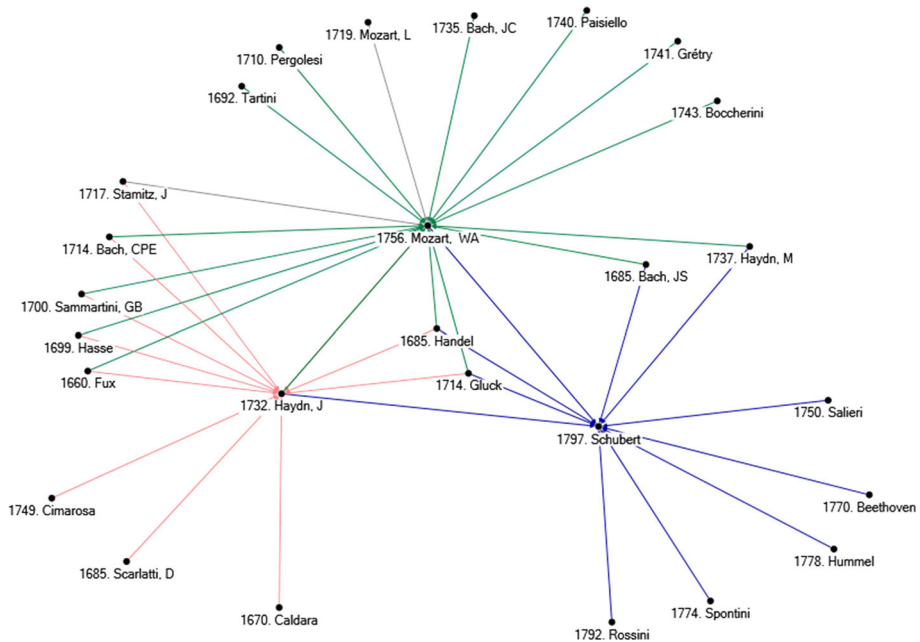 1719. Mozart, L
1735. Bach, JC
1740. Paisiello
1710. Pergolesi
1741. Grétry
1692. Tartini
1743. Boccherini
1717. Stamitz, J
1756. Mozart, WA
1714. Bach, CPE
1737. Haydn, M
1685. Bach, JS
1700. Sammartini, GB
1685. Handel
1699. Hasse
1714. Gluck
1660. Fux
1732. Haydn, J
1750. Salieri
1797. Schubert
1749. Cimarosa
1770. Beethoven
1778. Hummel
1685. Scarlatti, D
1670. Caldara
1774. Spontini
1792. Rossini